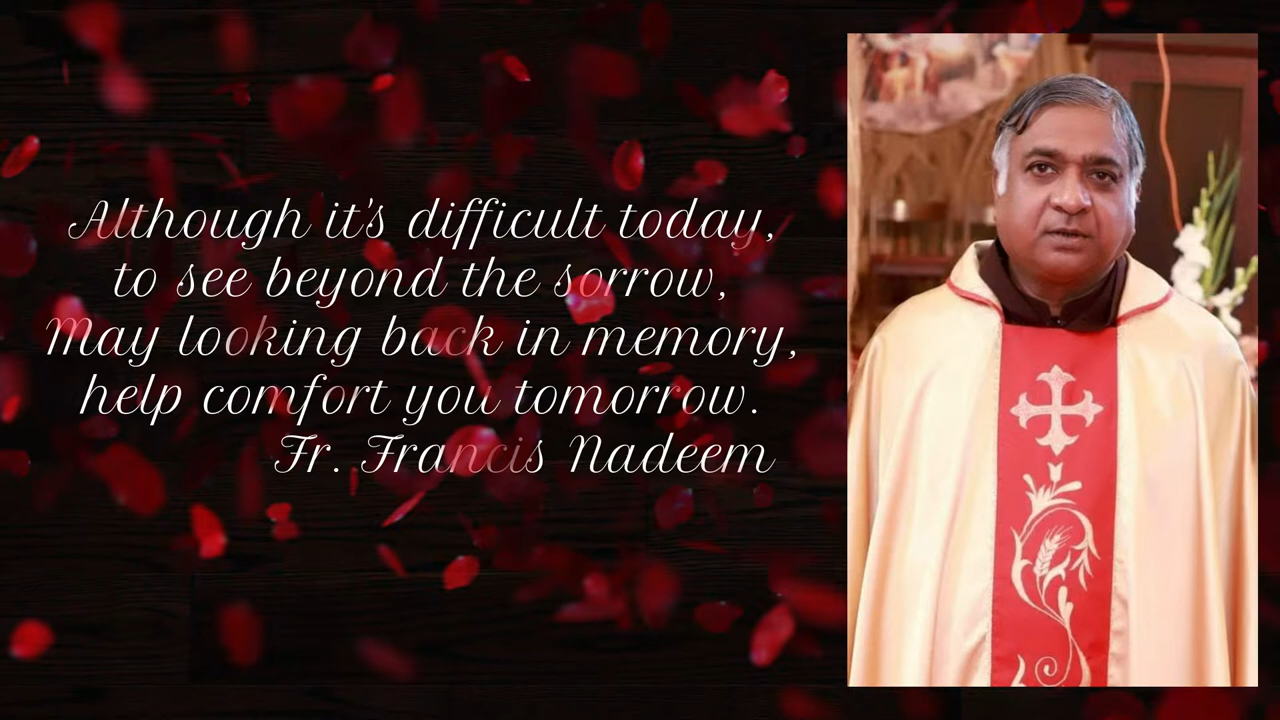 Although it's difficult today,
to see beyond the sorrow,
May looking back in memory,
help comfort you tomorrow.
Fr. Francis Nadeem